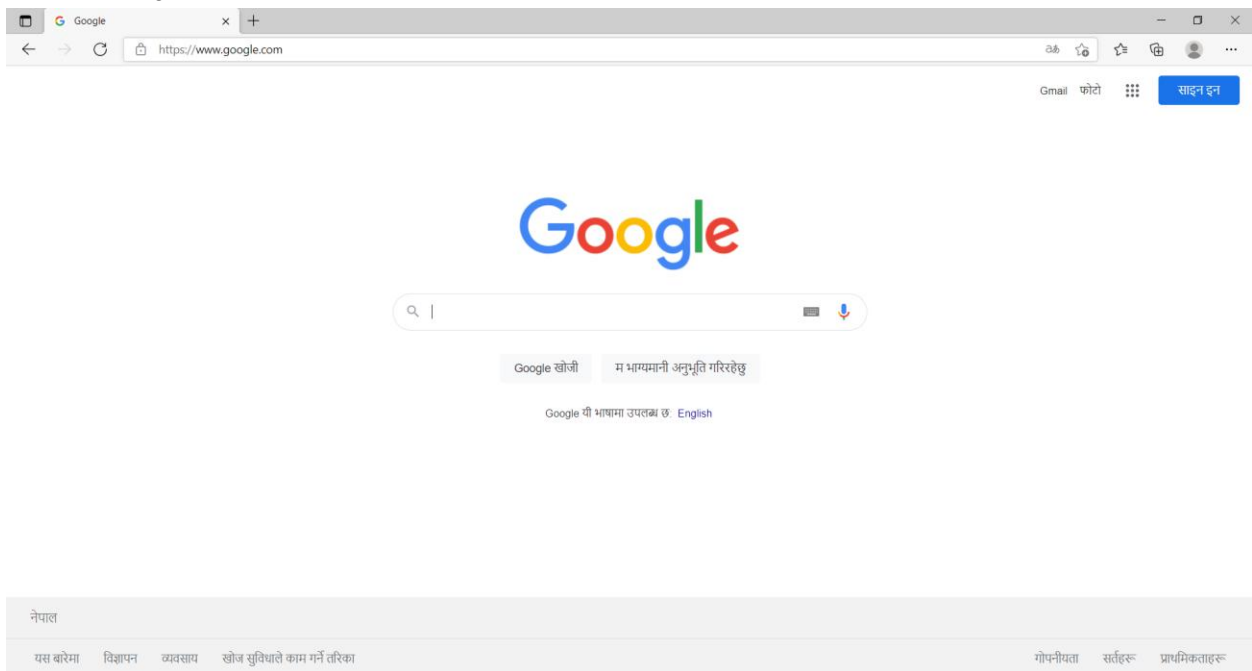 Google
https://www.google.com
Gmail फोटो साइन इन
Google
Google खोजी म भाग्यमानी अनुभूति गरिरहेछु
Google यी भाषामा उपलब्ध छ: English
नेपाल
यस बारेमा विज्ञापन व्यवसाय खोज सुविधाले काम गर्ने तरिका गोपनीयता सर्तहरू प्राथमिकताहरू